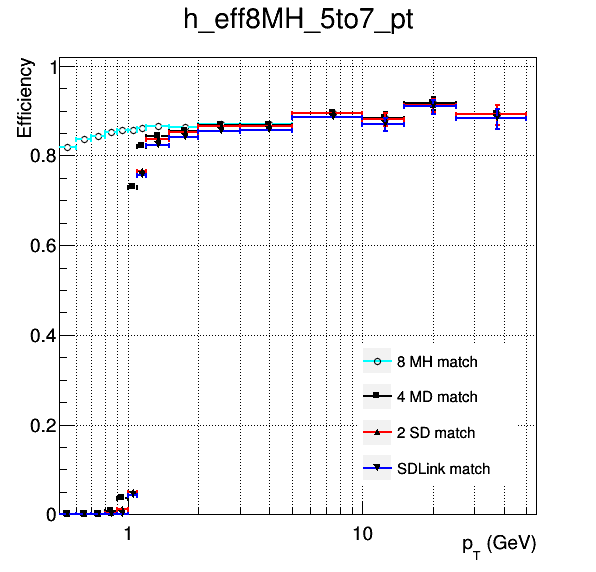 h_eff8MH_5to7_pt
Efficiency
1
0.8
0.6
0.4
0.2
0
8 MH match
4 MD match
2 SD match
SDLink match
1
10
p_T (GeV)